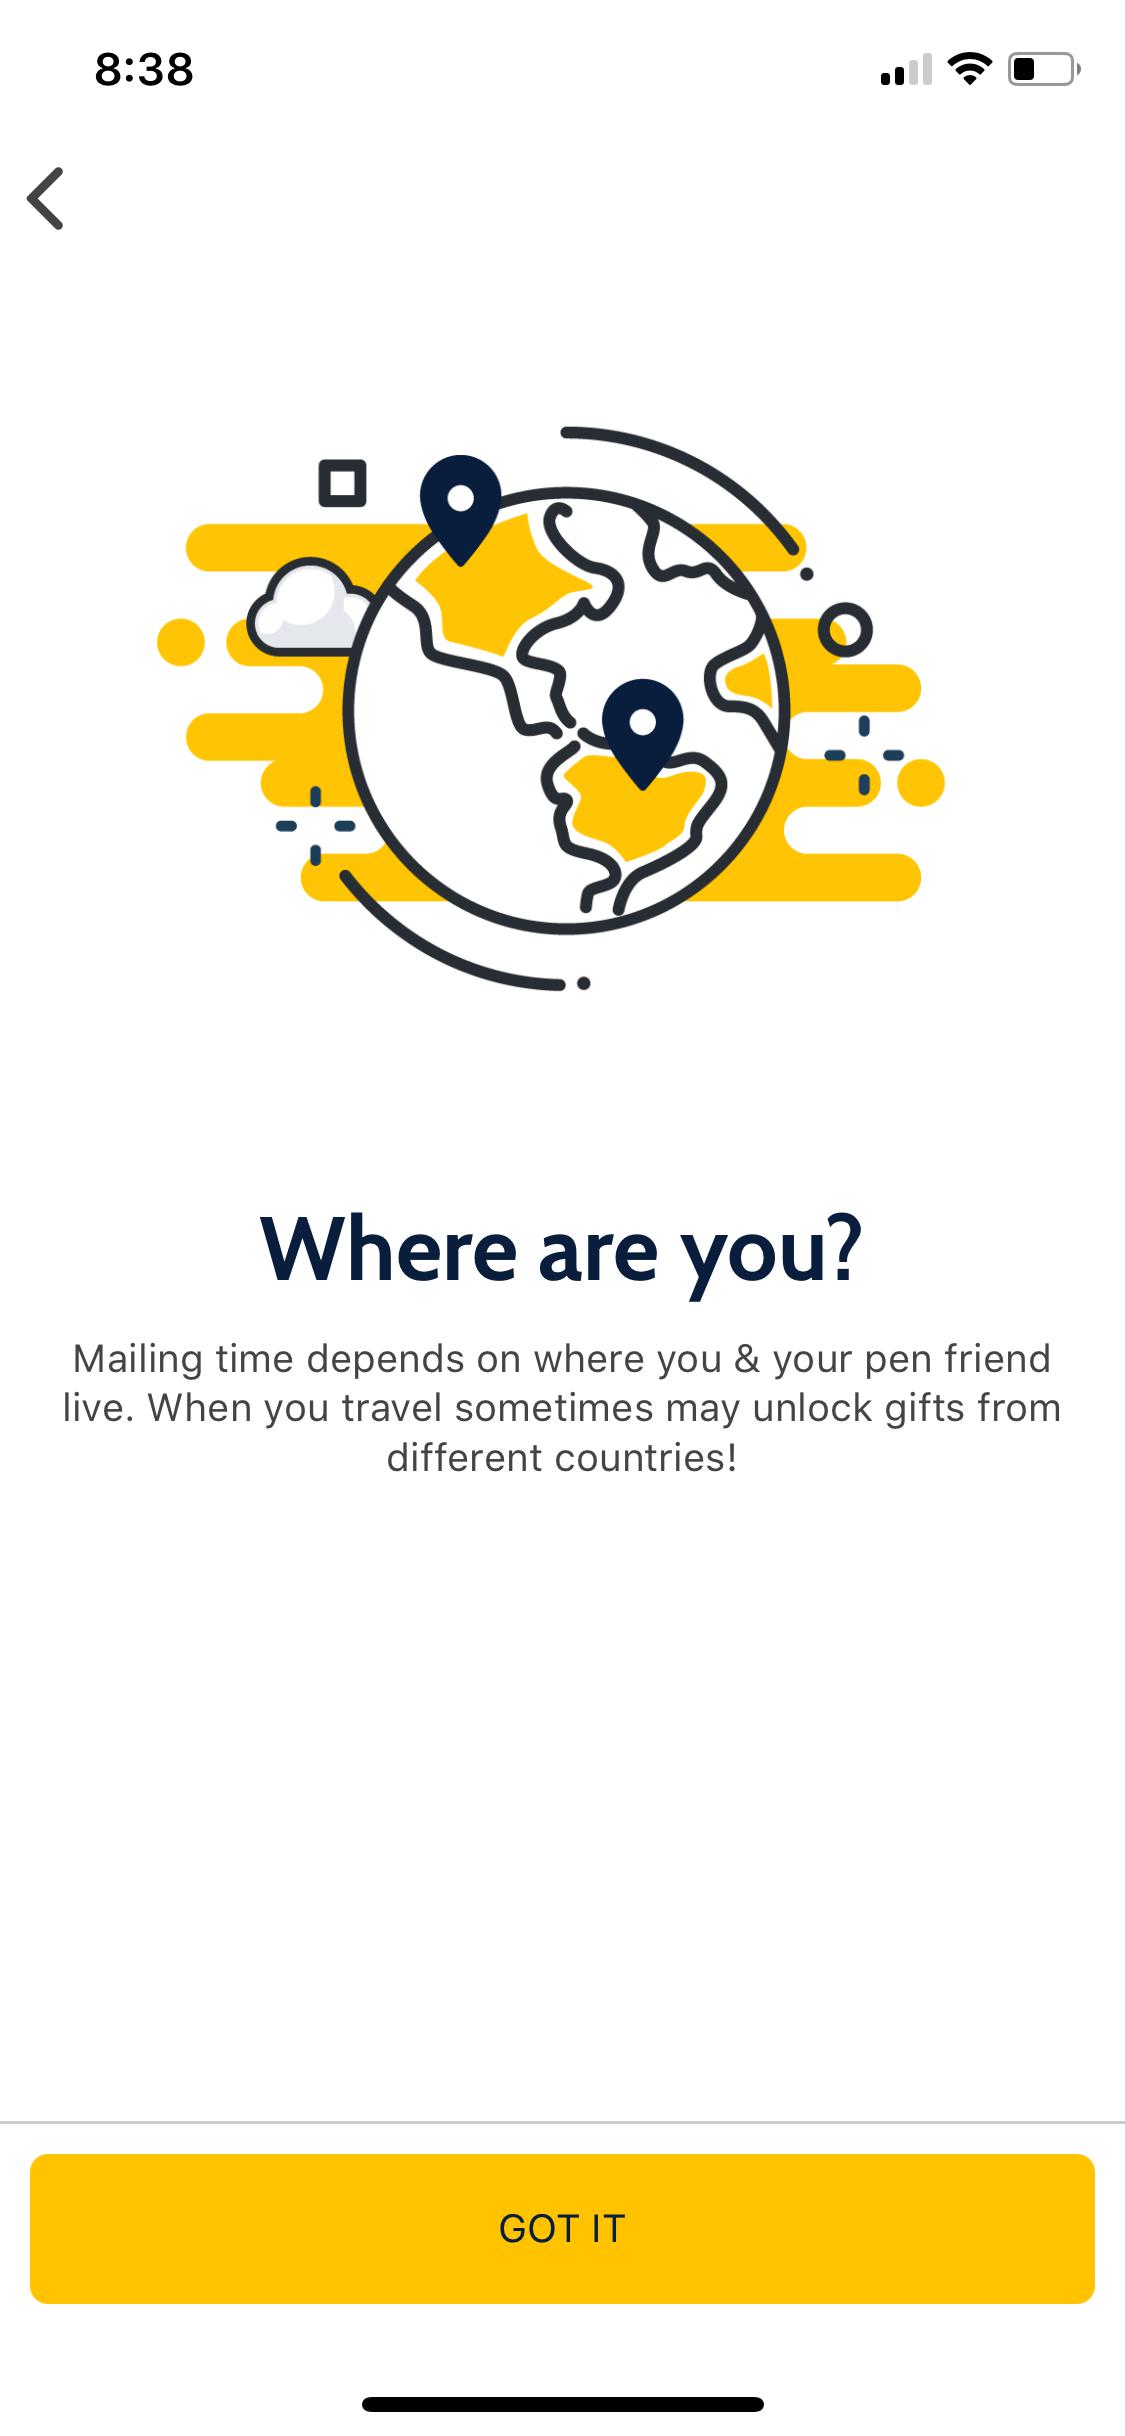 8:38
Where are you?
Mailing time depends on where you & your pen friend
live. When you travel sometimes may unlock gifts from
different countries!
GOT IT